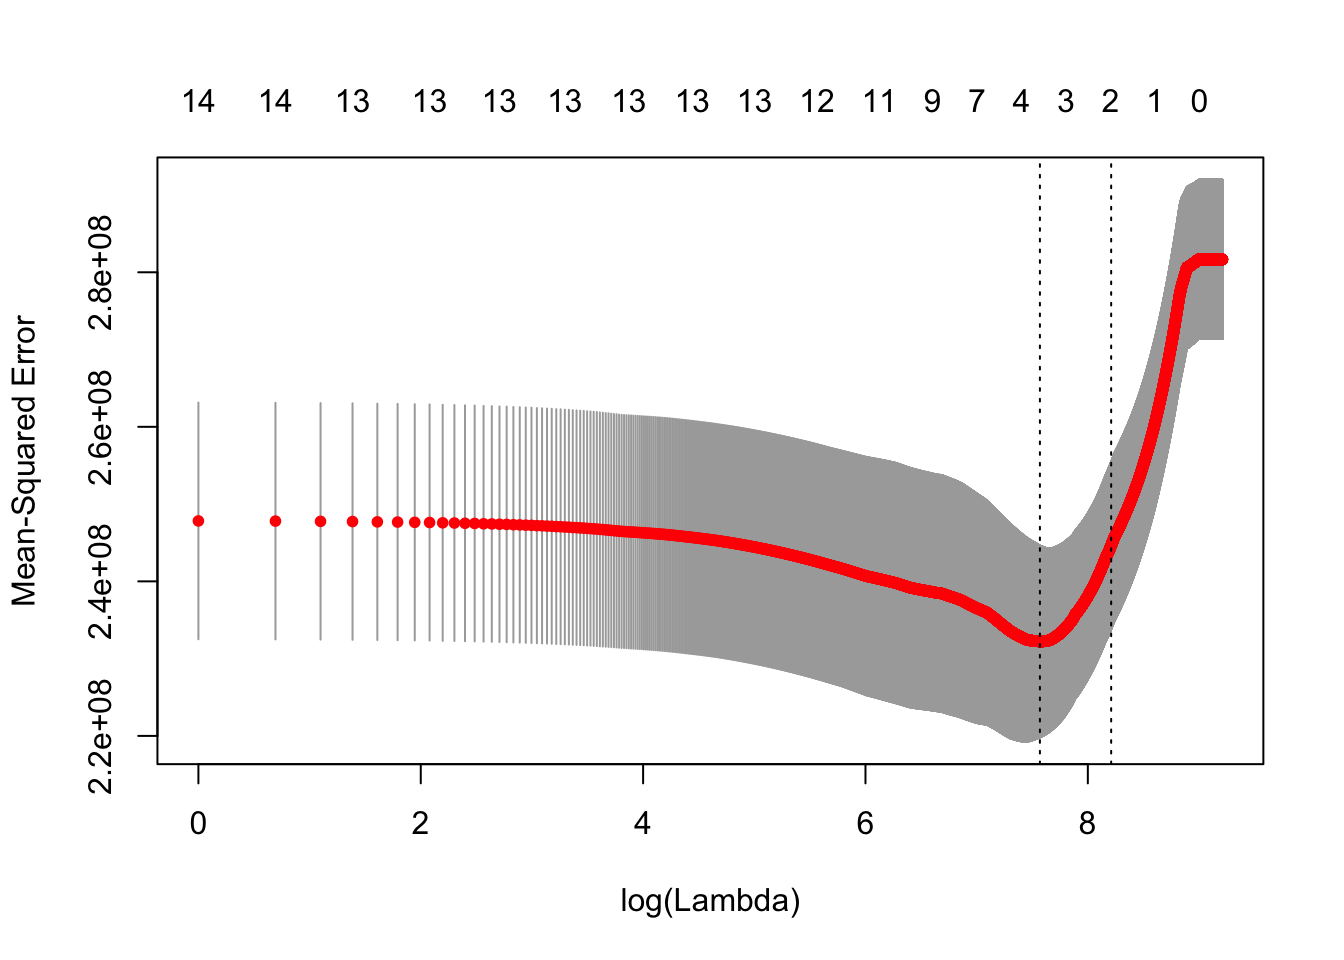 14 14 13 13 13 13 13 13 13 12 11 9 7 4 3 2 1 0
Mean-Squared Error
2.8e+08
2.6e+08
2.4e+08
2.2e+08
0 2 4 6 8
log(Lambda)